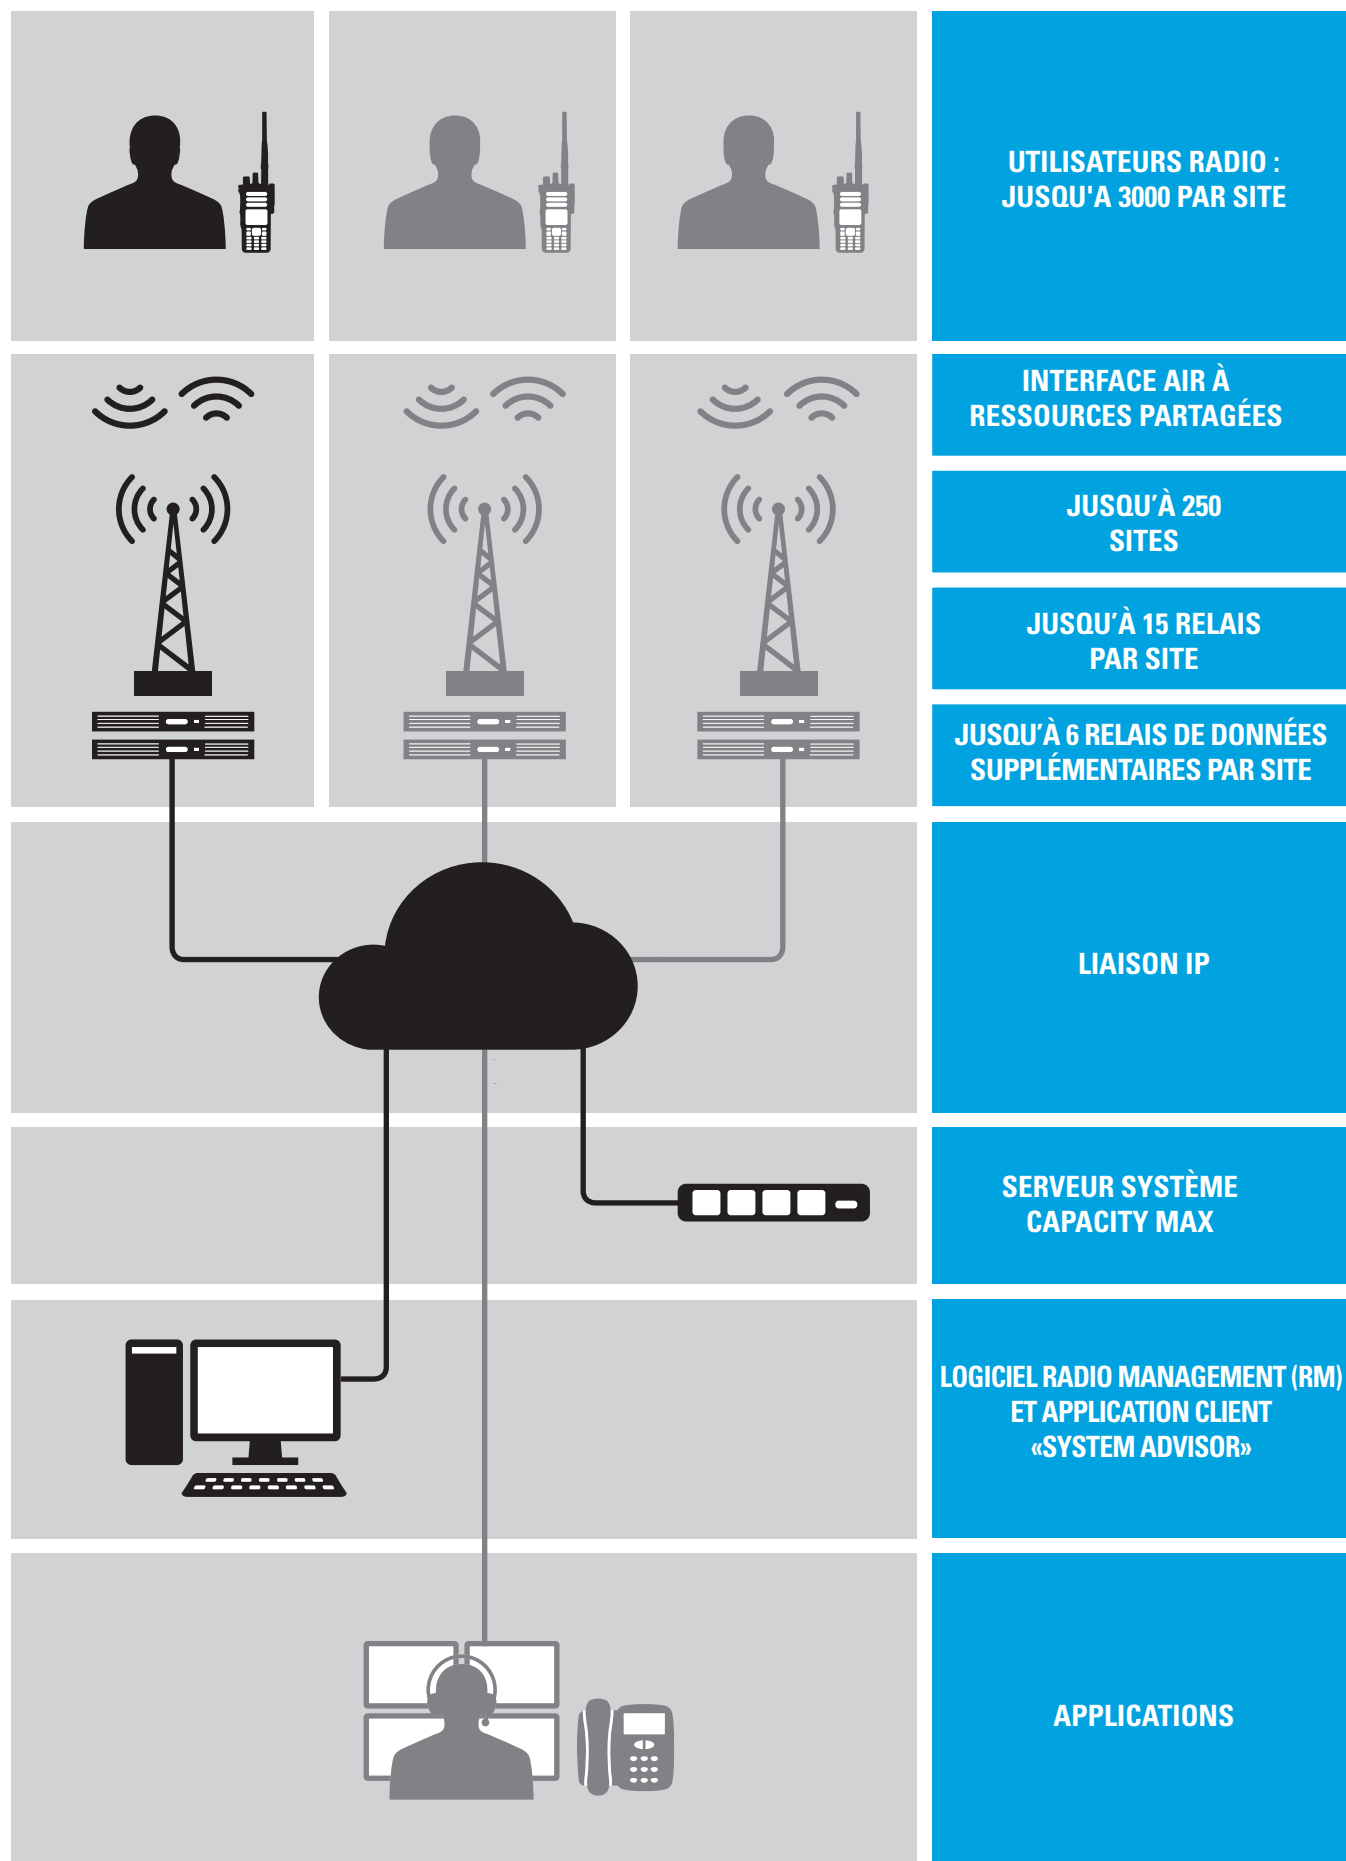 UTILISATEURS RADIO :
JUSQU'A 3000 PAR SITE
INTERFACE AIR À
RESSOURCES PARTAGÉES
JUSQU’À 250
SITES
JUSQU’À 15 RELAIS
PAR SITE
JUSQU’À 6 RELAIS DE DONNÉES
SUPPLÉMENTAIRES PAR SITE
LIAISON IP
SERVEUR SYSTÈME
CAPACITY MAX
LOGICIEL RADIO MANAGEMENT (RM)
ET APPLICATION CLIENT
«SYSTEM ADVISOR»
APPLICATIONS